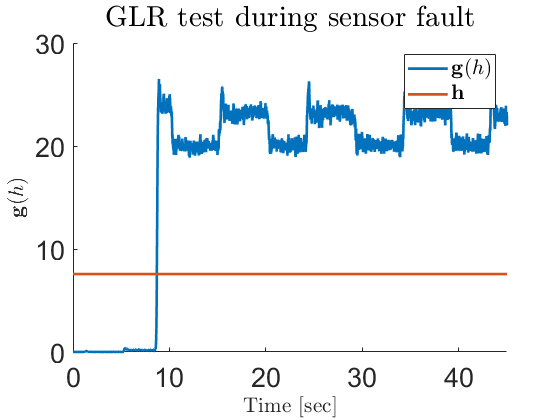 GLR test during sensor fault
30
20
10
0
g(h)
g(h)
h
0 10 20 30 40
Time [sec]